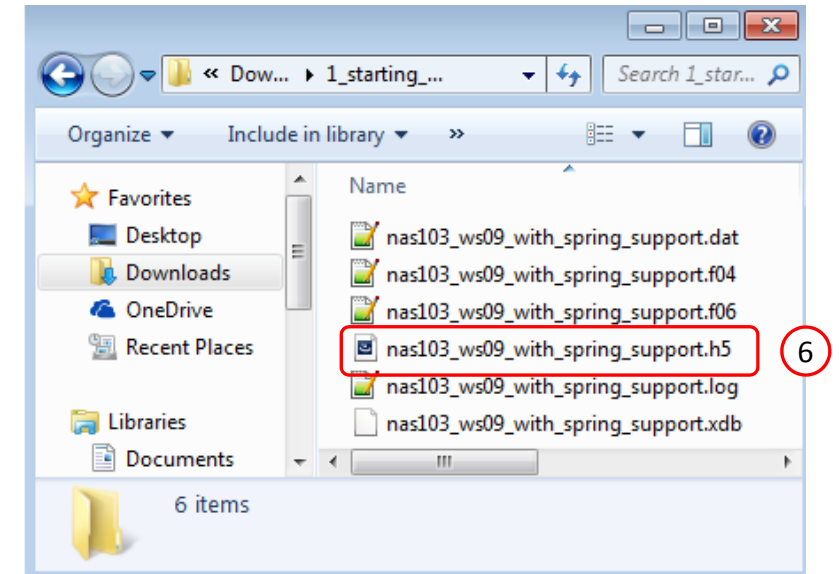 « Dow... ▸ 1_starting_... Search 1_star...
Organize Include in library »
Favorites
Desktop
Downloads
OneDrive
Recent Places
Libraries
Documents
Name
nas103_ws09_with_spring_support.dat
nas103_ws09_with_spring_support.f04
nas103_ws09_with_spring_support.f06
nas103_ws09_with_spring_support.h5
6
nas103_ws09_with_spring_support.log
nas103_ws09_with_spring_support.xdb
6 items